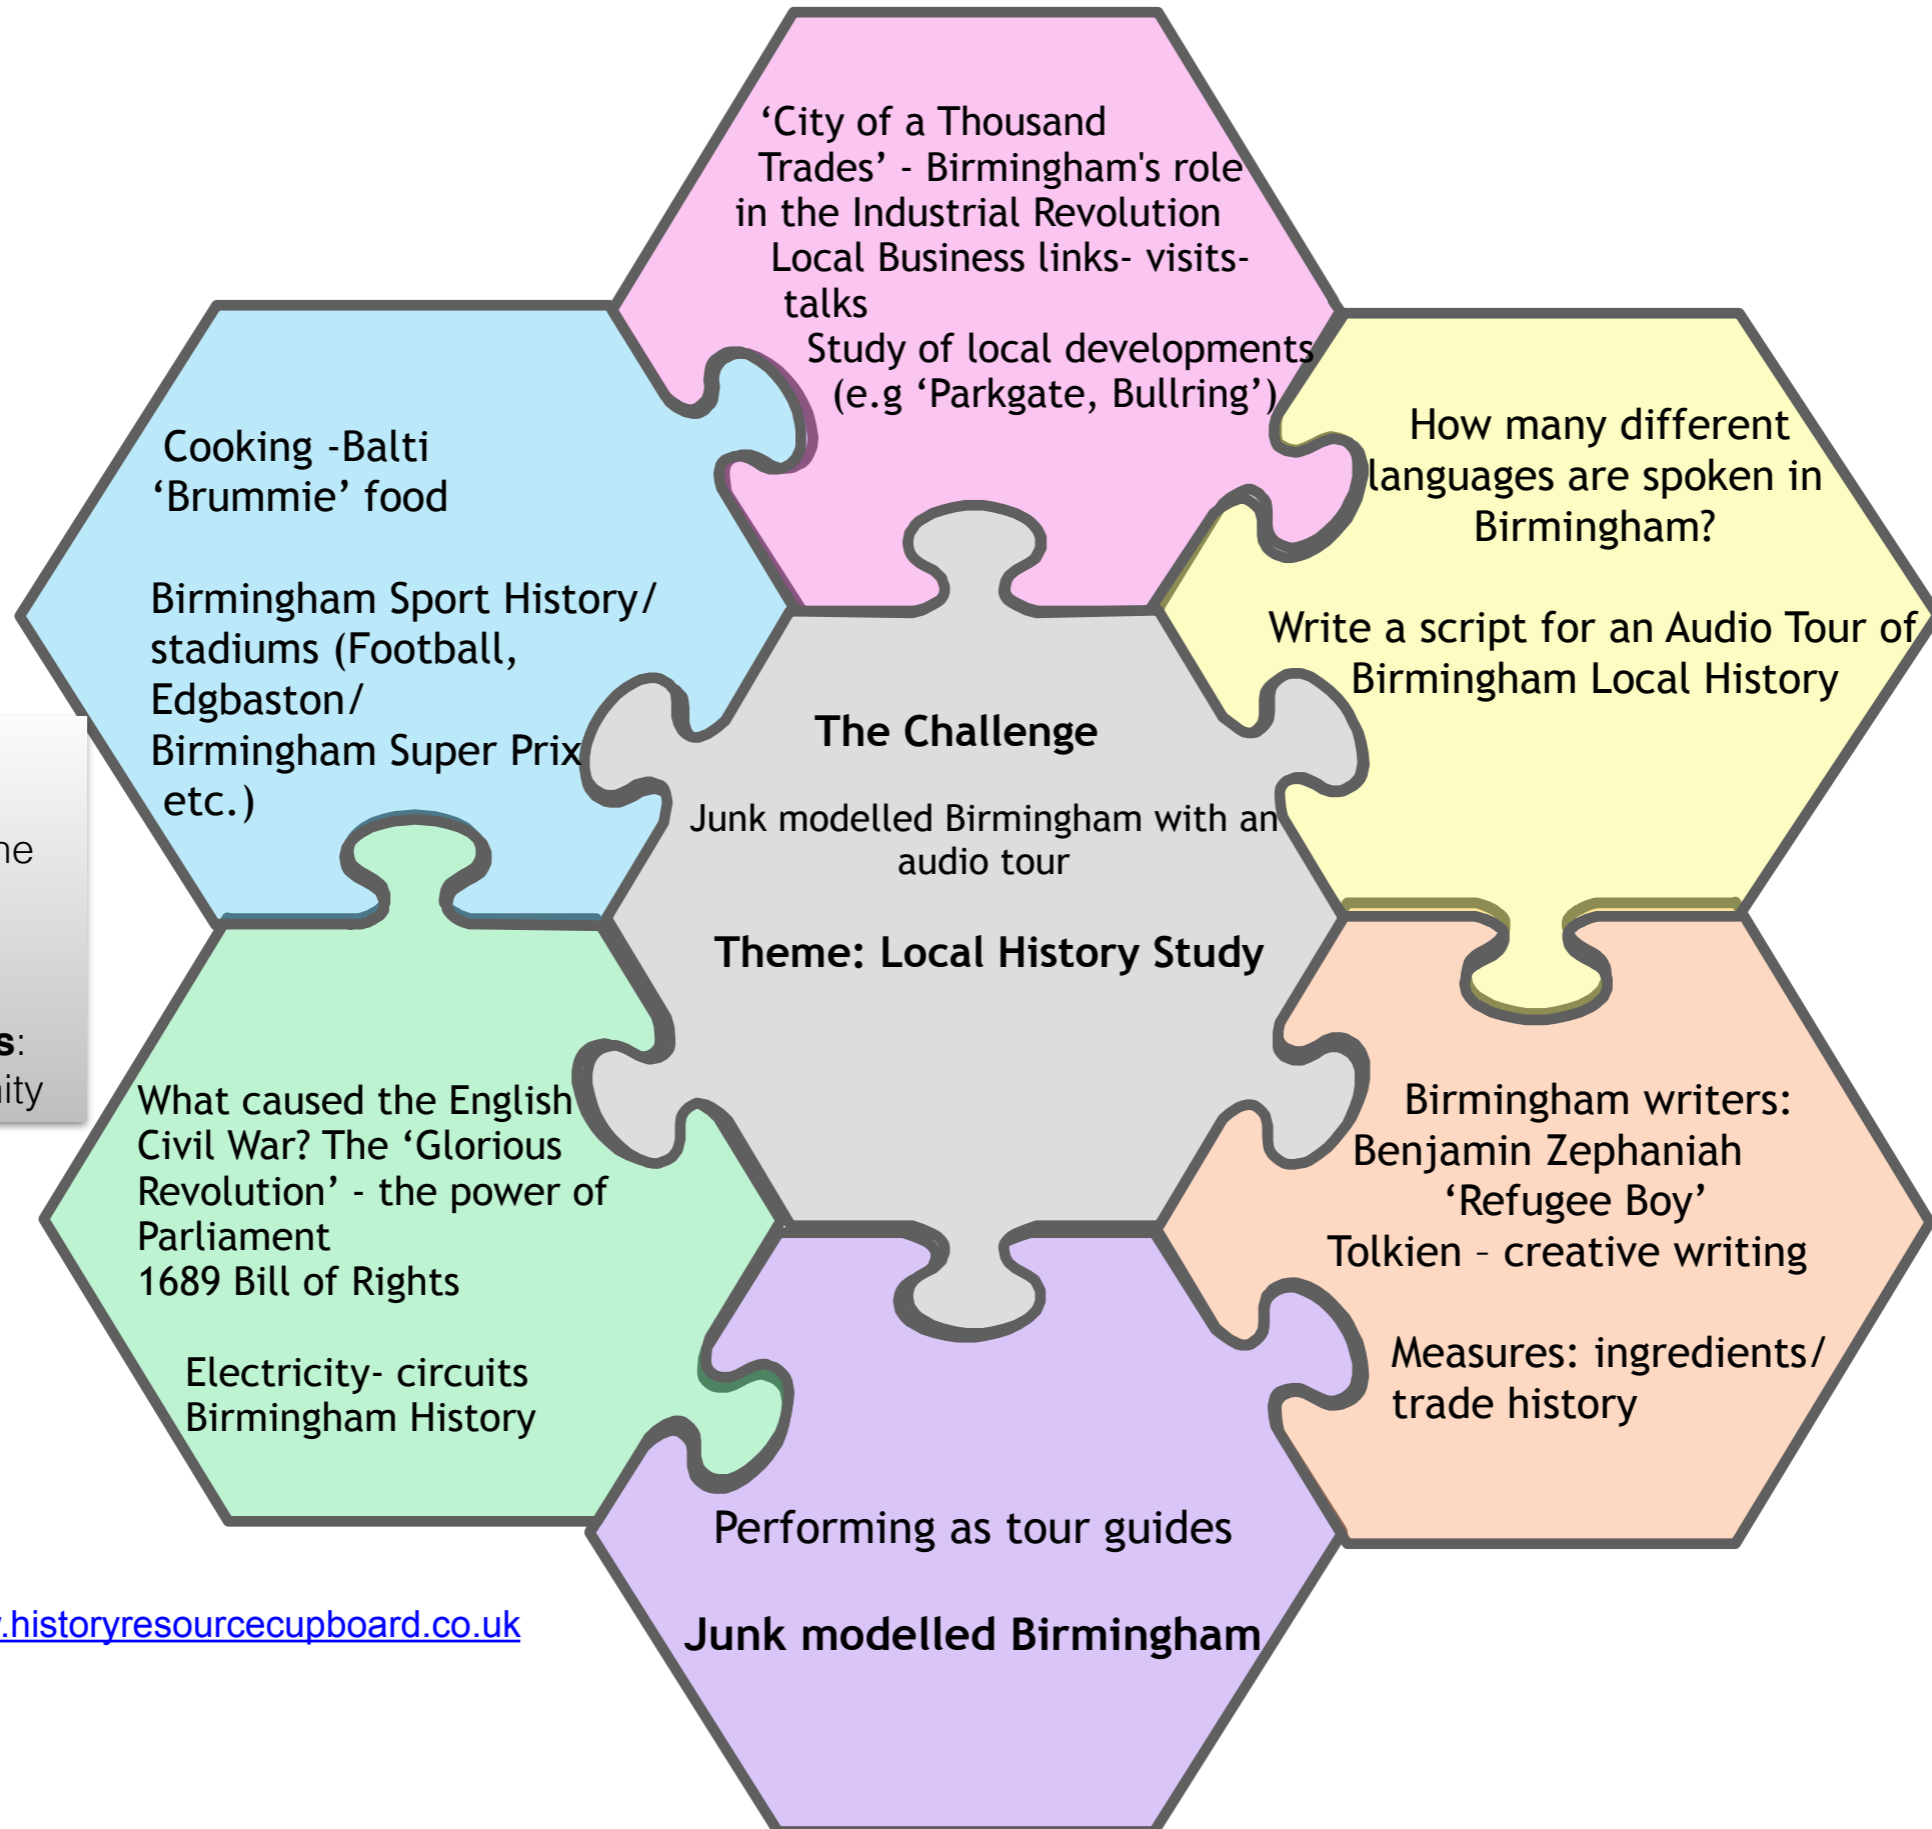 ‘City of a Thousand
Trades’ - Birmingham's role
in the Industrial Revolution
Local Business links- visits-
talks
Study of local developments
(e.g ‘Parkgate, Bullring’)
Cooking -Balti
‘Brummie’ food
Birmingham Sport History/
stadiums (Football,
Edgbaston/
Birmingham Super Prix
etc.)
How many different
languages are spoken in
Birmingham?
Write a script for an Audio Tour of
Birmingham Local History
The Challenge
Junk modelled Birmingham with an
audio tour
Theme: Local History Study
What caused the English
Civil War? The ‘Glorious
Revolution’ - the power of
Parliament
1689 Bill of Rights
Electricity- circuits
Birmingham History
Birmingham writers:
Benjamin Zephaniah
‘Refugee Boy’
Tolkien – creative writing
Measures: ingredients/
trade history
Performing as tour guides
Junk modelled Birmingham
.historyresourcecupboard.co.uk